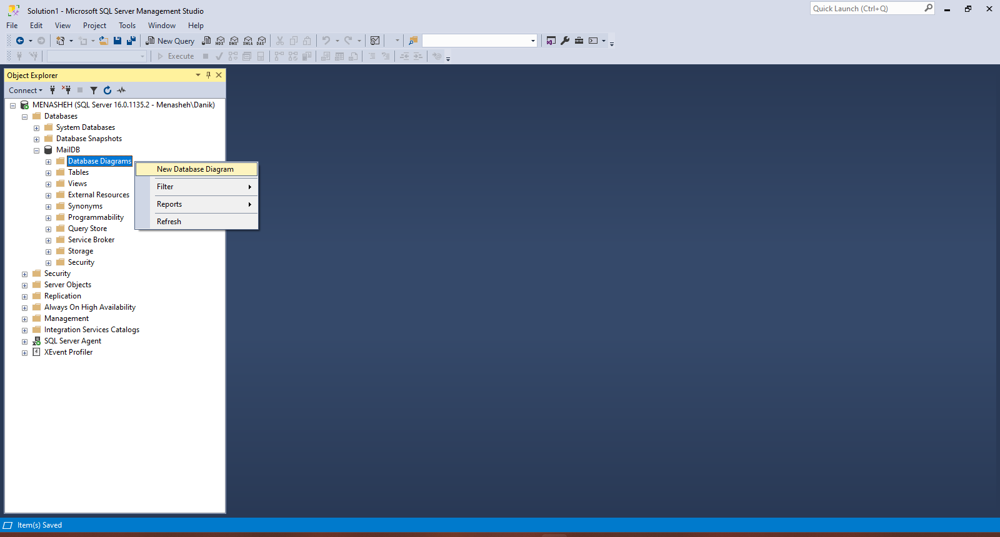 Solution1 - Microsoft SQL Server Management Studio
Quick Launch (Ctrl+Q)
File Edit View Project Tools Window Help
New Query MDX DMX XMLA DAX
Execute
Object Explorer
Connect
MENASHEH (SQL Server 16.0.1135.2 - Menasheh\Danik)
Databases
System Databases
Database Snapshots
MailDB
Database Diagrams
New Database Diagram
Tables
Views
Filter
External Resources
Synonyms
Reports
Programmability
Refresh
Query Store
Service Broker
Storage
Security
Security
Server Objects
Replication
Always On High Availability
Management
Integration Services Catalogs
SQL Server Agent
XEvent Profiler
Item(s) Saved